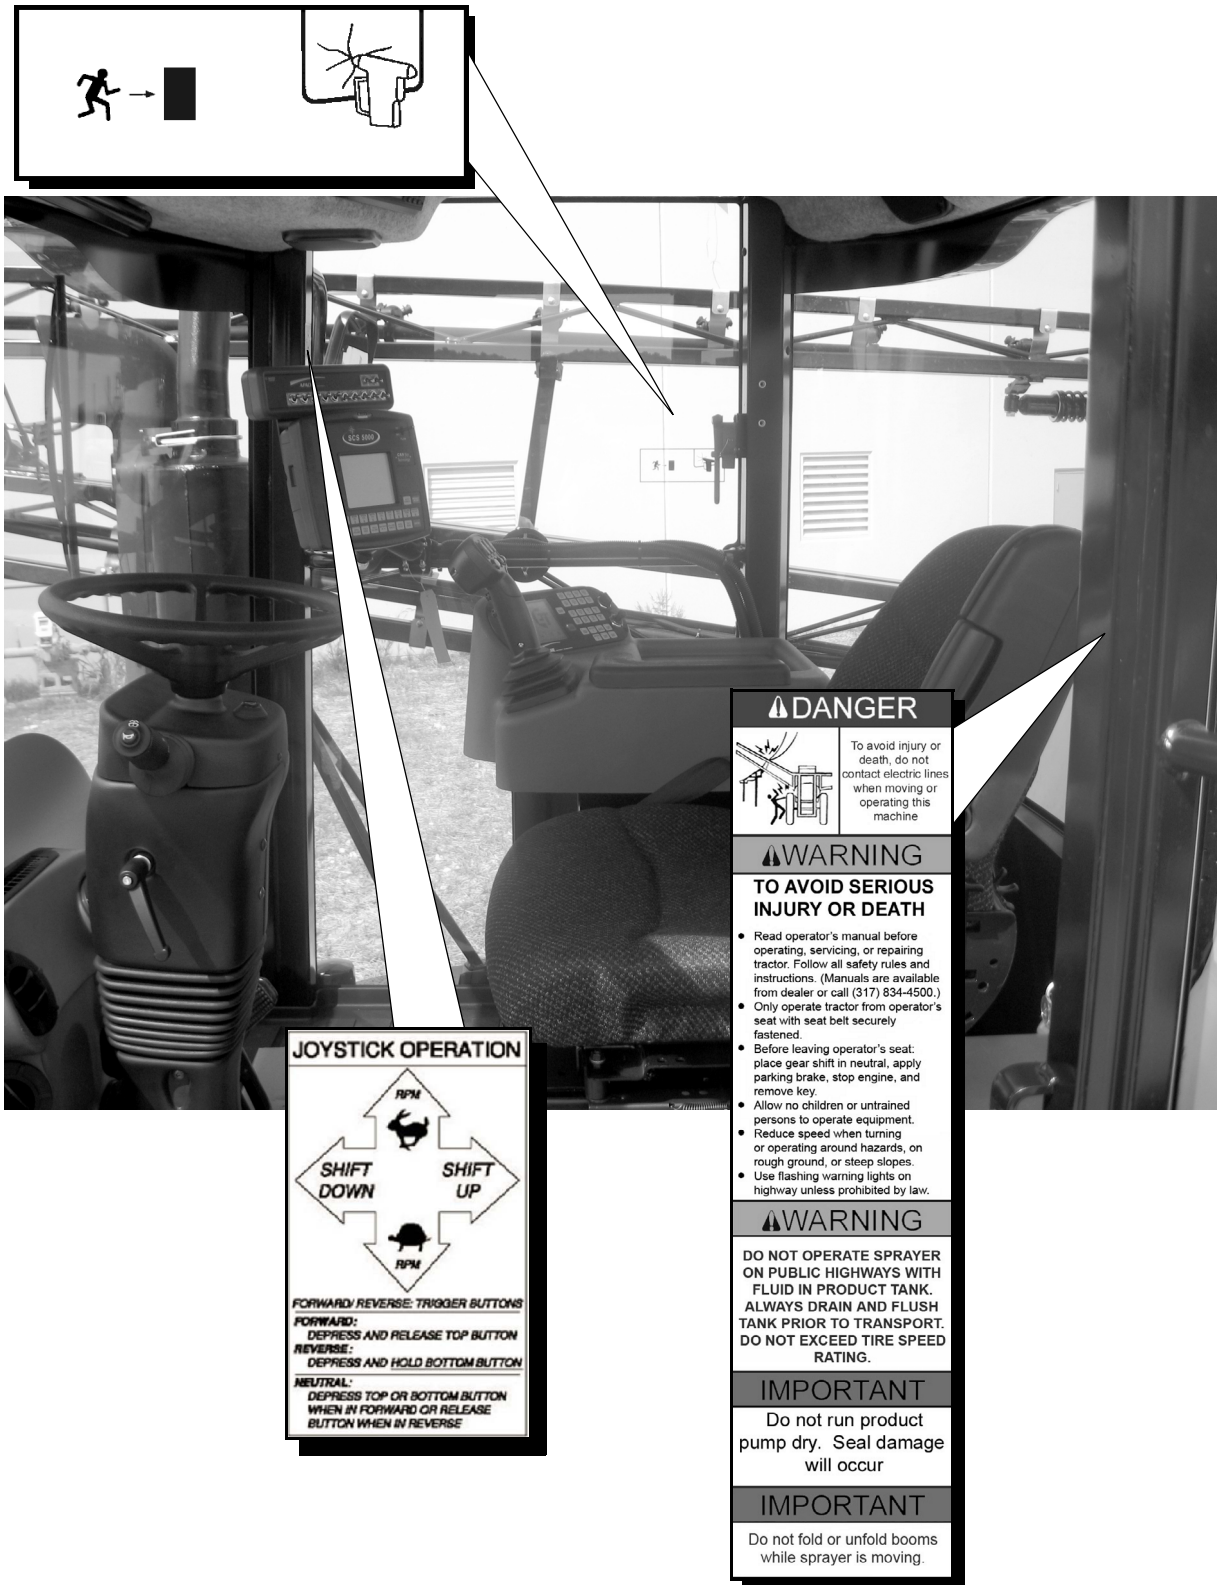 SCS 5000
JOYSTICK OPERATION
RPM
SHIFT
DOWN
SHIFT
UP
RPM
FORWARD/ REVERSE: TRIGGER BUTTONS
FORWARD:
DEPRESS AND RELEASE TOP BUTTON
REVERSE:
DEPRESS AND HOLD BOTTOM BUTTON
NEUTRAL:
DEPRESS TOP OR BOTTOM BUTTON
WHEN IN FORWARD OR RELEASE
BUTTON WHEN IN REVERSE
DANGER
To avoid injury or
death, do not
contact electric lines
when moving or
operating this
machine
WARNING
TO AVOID SERIOUS
INJURY OR DEATH
● Read operator's manual before
operating, servicing, or repairing
tractor. Follow all safety rules and
instructions. (Manuals are available
from dealer or call (317) 834-4500.)
● Only operate tractor from operator's
seat with seat belt securely
fastened.
● Before leaving operator's seat:
place gear shift in neutral, apply
parking brake, stop engine, and
remove key.
● Allow no children or untrained
persons to operate equipment.
● Reduce speed when turning
or operating around hazards, on
rough ground, or steep slopes.
● Use flashing warning lights on
highway unless prohibited by law.
WARNING
DO NOT OPERATE SPRAYER
ON PUBLIC HIGHWAYS WITH
FLUID IN PRODUCT TANK.
ALWAYS DRAIN AND FLUSH
TANK PRIOR TO TRANSPORT.
DO NOT EXCEED TIRE SPEED
RATING.
IMPORTANT
Do not run product
pump dry. Seal damage
will occur
IMPORTANT
Do not fold or unfold booms
while sprayer is moving.